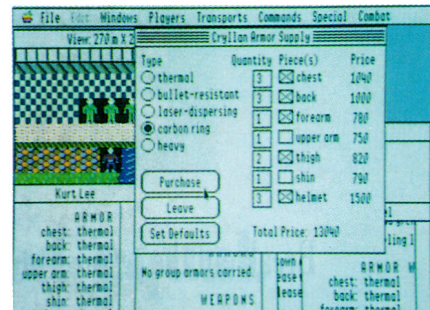 File Edit Windows Players Transports Commands Special Combat
View: 270 m X 2
Cryllan Armor Supply
Type Quantity Piece(s) Price
thermal 3 chest 1040
bullet-resistant 3 back 1000
laser-dispersing 1 forearm 780
carbon ring 1 upper arm 750
heavy 2 thigh 820
1 shin 790
3 helmet 1500
Purchase
Leave
Set Defaults
Total Price: 13040
Kurt Lee
ARMOR
chest: thermal
back: thermal
forearm: thermal
upper arm: thermal
thigh: thermal
shin: thermal
No group armors carried
WEAPONS
ARMOR W
chest: thermal
back: thermal
forearm: thermal